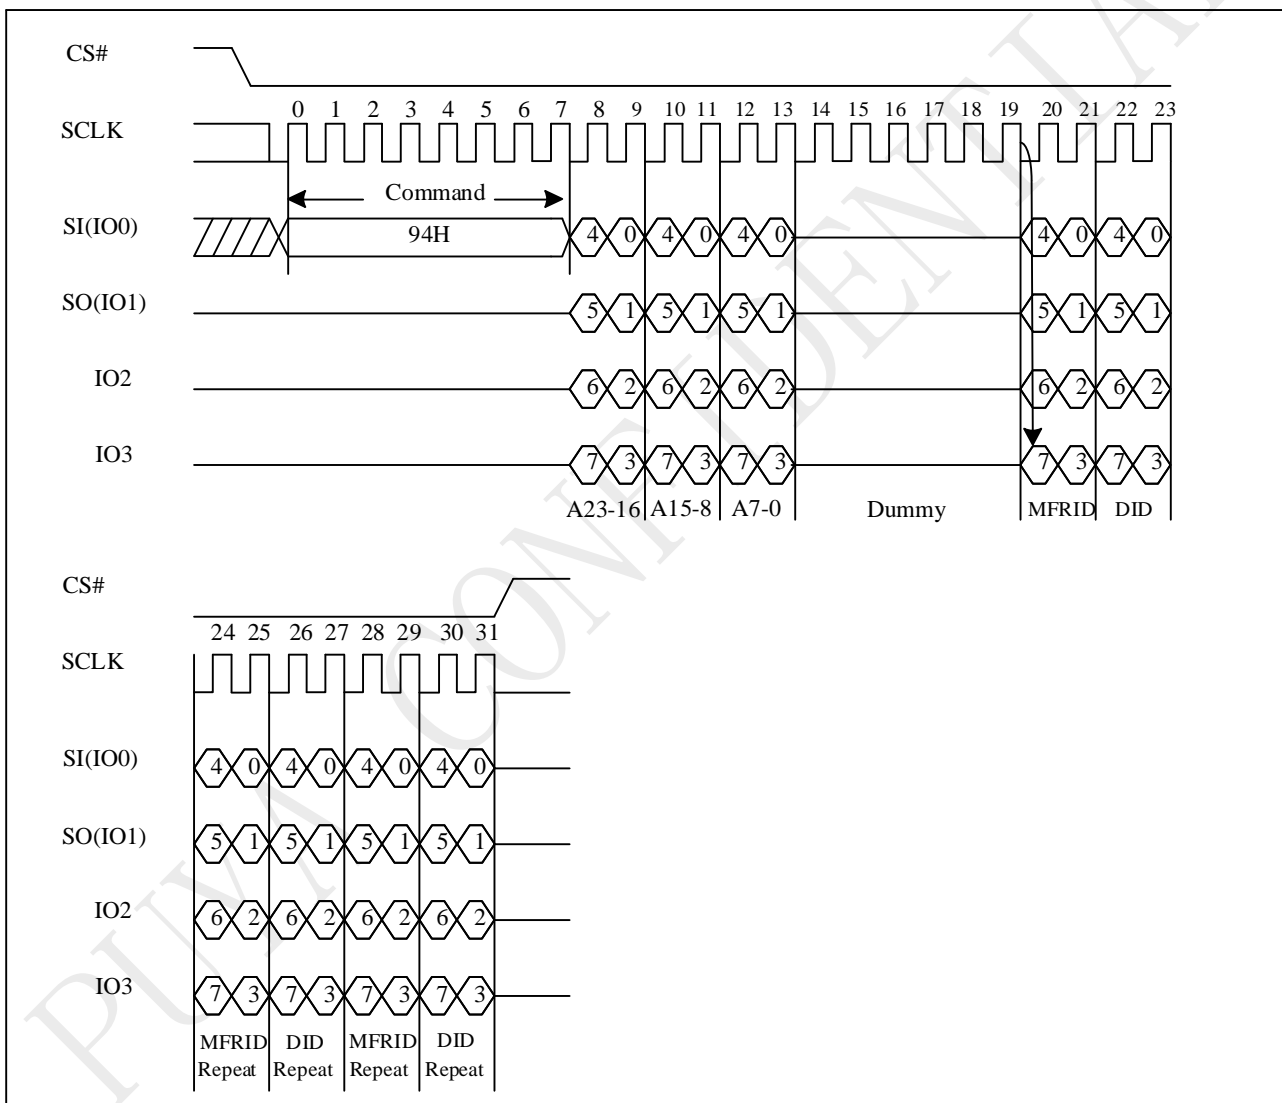 CS#
0 1 2 3 4 5 6 7 8 9 10 11 12 13 14 15 16 17 18 19 20 21 22 23
SCLK
Command
SI(IO0) 94H 4 0 4 0 4 0 4 0 4 0
SO(IO1) 5 1 5 1 5 1 5 1 5 1
IO2 6 2 6 2 6 2 6 2 6 2
IO3 7 3 7 3 7 3 7 3 7 3
A23-16 A15-8 A7-0 Dummy MFRID DID
CS#
24 25 26 27 28 29 30 31
SCLK
SI(IO0) 4 0 4 0 4 0 4 0
SO(IO1) 5 1 5 1 5 1 5 1
IO2 6 2 6 2 6 2 6 2
IO3 7 3 7 3 7 3 7 3
MFRID DID MFRID DID
Repeat Repeat Repeat Repeat
PUYA CONFIDENTIAL